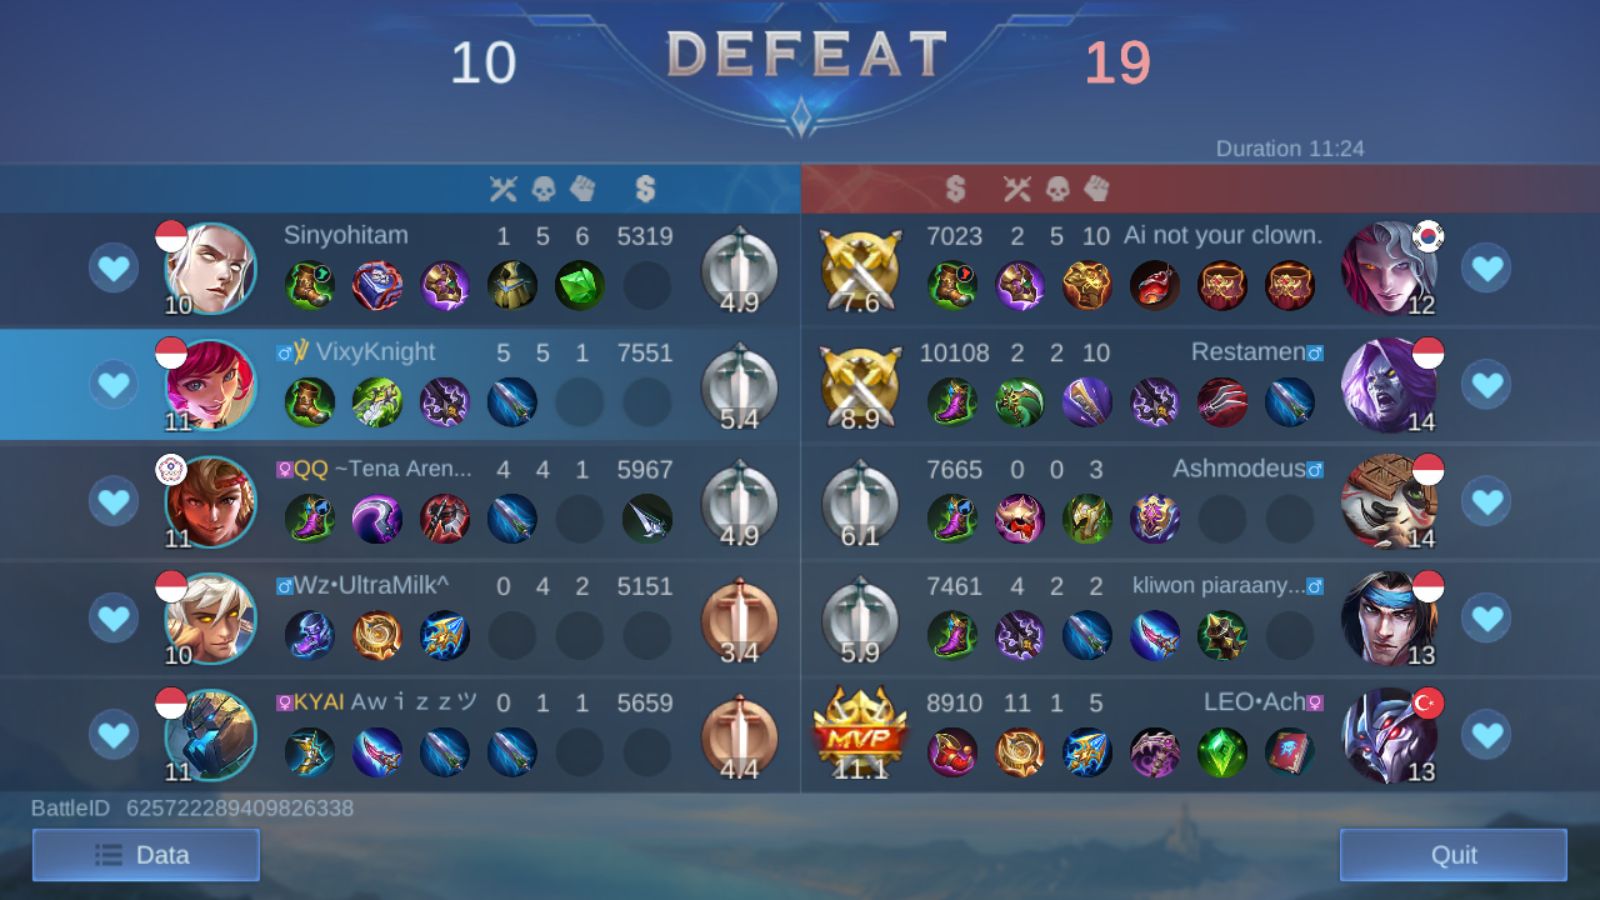 10 DEFEAT 19
Duration 11:24
Sinyohitam 1 5 6 5319
10 4.9
7023 2 5 10 Ai not your clown.
7.6 12
VixyKnight 5 5 1 7551
11 5.4
10108 2 2 10 Restamen
8.9 14
QQ ~Tena Aren... 4 4 1 5967
11 4.9
7665 0 0 3 Ashmodeus
6.1 14
Wz•UltraMilk^ 0 4 2 5151
10 3.4
7461 4 2 2 kliwon piaraany...
5.9 13
KYAI Aｗｉｚｚツ 0 1 1 5659
11 4.4
8910 11 1 5 LEO•Ach
MVP
11.1 13
BattleID 625722289409826338
Data Quit